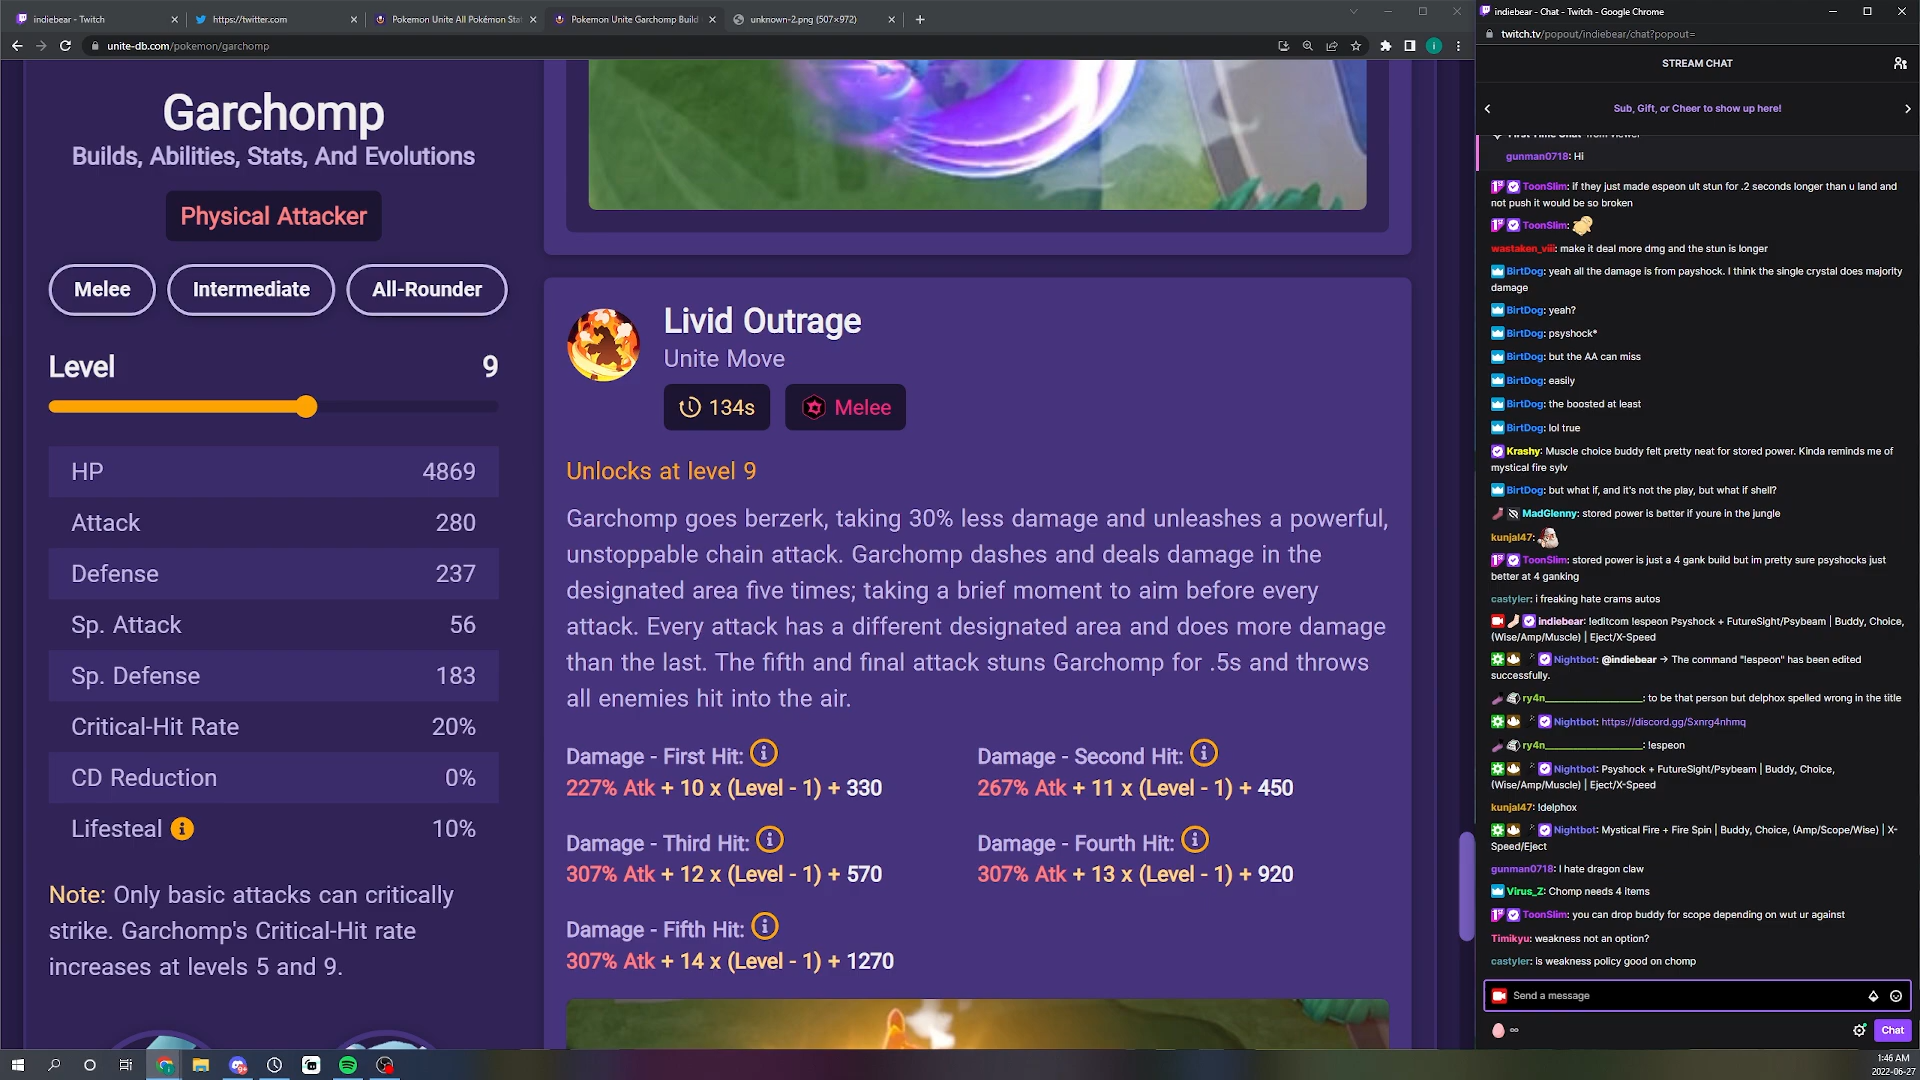 indiebear - Twitch
https://twitter.com
Pokemon Unite All Pokémon Sta
Pokemon Unite Garchomp Build
unknown-2.png (507×972)
unite-db.com/pokemon/garchomp
Garchomp
Builds, Abilities, Stats, And Evolutions
Physical Attacker
Melee
Intermediate
All-Rounder
Level 9
HP 4869
Attack 280
Defense 237
Sp. Attack 56
Sp. Defense 183
Critical-Hit Rate 20%
CD Reduction 0%
Lifesteal 10%
Note: Only basic attacks can critically
strike. Garchomp's Critical-Hit rate
increases at levels 5 and 9.
Livid Outrage
Unite Move
134s
Melee
Unlocks at level 9
Garchomp goes berzerk, taking 30% less damage and unleashes a powerful,
unstoppable chain attack. Garchomp dashes and deals damage in the
designated area five times; taking a brief moment to aim before every
attack. Every attack has a different designated area and does more damage
than the last. The fifth and final attack stuns Garchomp for .5s and throws
all enemies hit into the air.
Damage - First Hit:
227% Atk + 10 x (Level - 1) + 330
Damage - Second Hit:
267% Atk + 11 x (Level - 1) + 450
Damage - Third Hit:
307% Atk + 12 x (Level - 1) + 570
Damage - Fourth Hit:
307% Atk + 13 x (Level - 1) + 920
Damage - Fifth Hit:
307% Atk + 14 x (Level - 1) + 1270
indiebear - Chat - Twitch - Google Chrome
twitch.tv/popout/indiebear/chat?popout=
STREAM CHAT
Sub, Gift, or Cheer to show up here!
First Time Chat from viewer
gunman0718: Hi
ToonSlim: if they just made espeon ult stun for .2 seconds longer than u land and
not push it would be so broken
ToonSlim:
wastaken_viii: make it deal more dmg and the stun is longer
BirtDog: yeah all the damage is from payshock. I think the single crystal does majority
damage
BirtDog: yeah?
BirtDog: psyshock*
BirtDog: but the AA can miss
BirtDog: easily
BirtDog: the boosted at least
BirtDog: lol true
Krashy: Muscle choice buddy felt pretty neat for stored power. Kinda reminds me of
mystical fire sylv
BirtDog: but what if, and it's not the play, but what if shell?
MadGlenny: stored power is better if youre in the jungle
kunjal47:
ToonSlim: stored power is just a 4 gank build but im pretty sure psyshocks just
better at 4 ganking
castyler: i freaking hate crams autos
indiebear: !editcom !espeon Psyshock + FutureSight/Psybeam | Buddy, Choice,
(Wise/Amp/Muscle) | Eject/X-Speed
Nightbot: @indiebear → The command "!espeon" has been edited
successfully.
: to be that person but delphox spelled wrong in the title
Nightbot: https://discord.gg/Sxnrg4nhmq
: !espeon
Nightbot: Psyshock + FutureSight/Psybeam | Buddy, Choice,
(Wise/Amp/Muscle) | Eject/X-Speed
kunjal47: !delphox
Nightbot: Mystical Fire + Fire Spin | Buddy, Choice, (Amp/Scope/Wise) | X-
Speed/Eject
gunman0718: I hate dragon claw
Virus_Z: Chomp needs 4 items
ToonSlim: you can drop buddy for scope depending on wut ur against
Timikyu: weakness not an option?
castyler: is weakness policy good on chomp
Send a message
Chat
1:46 AM
2022-06-27